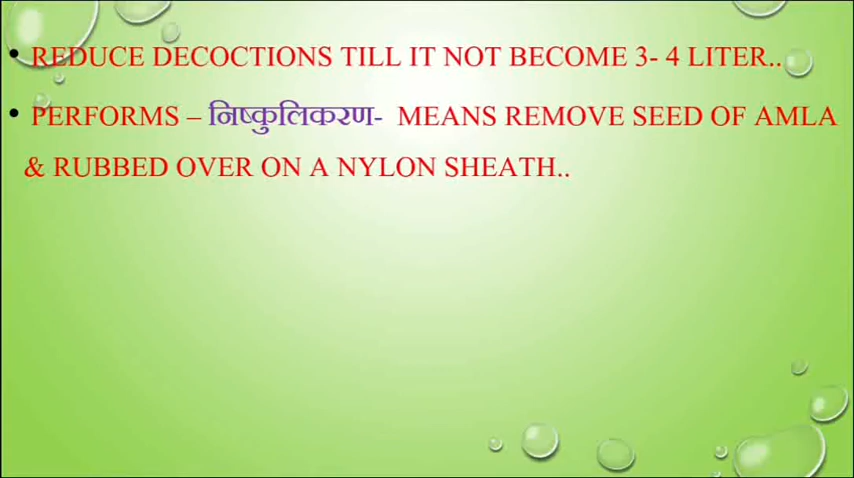 • REDUCE DECOCTIONS TILL IT NOT BECOME 3- 4 LITER..
• PERFORMS – निष्कुलिकरण- MEANS REMOVE SEED OF AMLA
& RUBBED OVER ON A NYLON SHEATH..